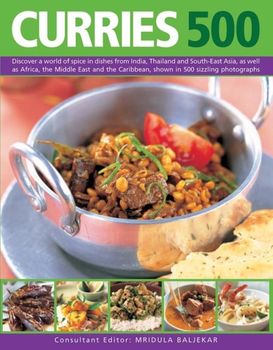 CURRIES 500
Discover a world of spice in dishes from India, Thailand and South-East Asia, as well
as Africa, the Middle East and the Caribbean, shown in 500 sizzling photographs
Consultant Editor: MRIDULA BALJEKAR